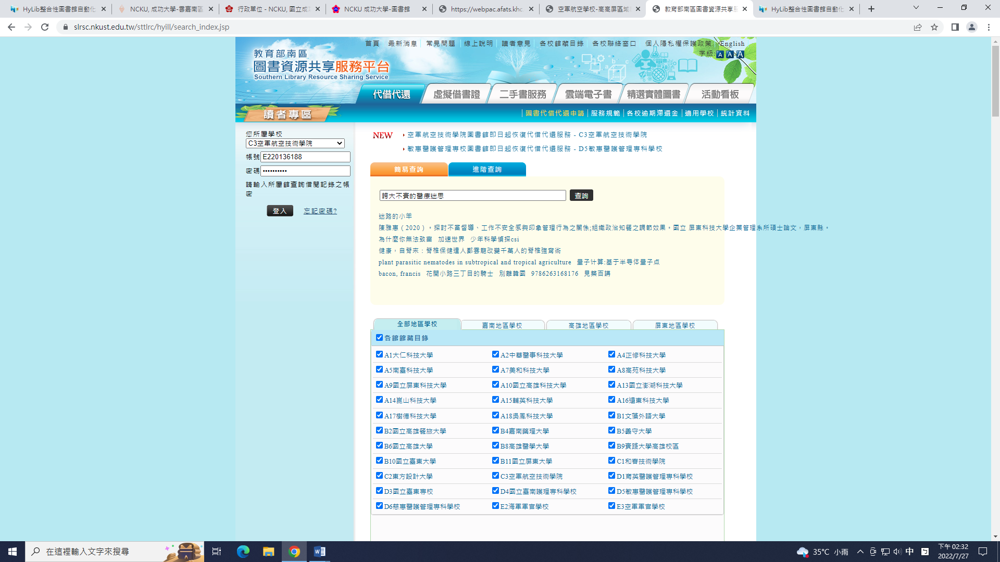 HyLib整合性圖書館自動化
NCKU, 成功大學-雲嘉南區
行政單位 - NCKU, 國立成
NCKU 成功大學-圖書館
https://webpac.afats.khc
空軍航空學校-高高屏區域
教育部南區圖書資源共享服
HyLib整合性圖書館自動化
slrsc.nkust.edu.tw/sttlrc/hyill/search_index.jsp
首頁 最新消息 常見問題 線上說明 讀者意見 各校館藏目錄 各校聯絡窗口 個人隱私權保護政策 English
字級: A A A
教育部南區
圖書資源共享服務平台
Southern Library Resource Sharing Service
代借代還 虛擬借書證 二手書服務 雲端電子書 精選實體圖書 活動看板
讀者專區
圖書代借代還申請 | 服務規範 | 各校逾期滯還金 | 適用學校 | 統計資料
您所屬學校
C3空軍航空技術學院
帳號 E220136188
密碼 ••••••••••
請輸入所屬館查詢借閱記錄之帳
密
登入 忘記密碼?
NEW
空軍航空技術學院圖書館即日起恢復代借代還服務 - C3空軍航空技術學院
敏惠醫護管理專校圖書館即日起恢復代借代還服務 - D5敏惠醫護管理專科學校
簡易查詢 進階查詢
誇大不實的醫療迷思 查詢
迷路的小羊
陳雅惠（2020）。探討不當督導、工作不安全感與印象管理行為之關係;組織政治知覺之調節效果。國立 屏東科技大學企業管理系所碩士論文，屏東縣。
為什麼你無法致富 加速世界 少年科學偵探csi
健康，自脊來：脊椎保健達人鄭雲龍改變千萬人的脊椎強背術
plant parasitic nematodes in subtropical and tropical agriculture 量子计算:基于半导体量子点
bacon, francis 花開小路三丁目的騎士 別離韓國 9786263168176 見築百講
全部地區學校 嘉南地區學校 高雄地區學校 屏東地區學校
各館館藏目錄
A1大仁科技大學 A2中華醫事科技大學 A4正修科技大學
A5南臺科技大學 A7美和科技大學 A8高苑科技大學
A9國立屏東科技大學 A10國立高雄科技大學 A13國立澎湖科技大學
A14崑山科技大學 A15輔英科技大學 A16遠東科技大學
A17樹德科技大學 A18吳鳳科技大學 B1文藻外語大學
B2國立高雄餐旅大學 B4嘉南藥理大學 B5義守大學
B6國立高雄大學 B8高雄醫學大學 B9實踐大學高雄校區
B10國立臺東大學 B11國立屏東大學 C1和春技術學院
C2東方設計大學 C3空軍航空技術學院 D1育英醫護管理專科學校
D3國立臺東專校 D4國立臺南護理專科學校 D5敏惠醫護管理專科學校
D6慈惠醫護管理專科學校 E2海軍軍官學校 E3空軍軍官學校
在這裡輸入文字來搜尋
35°C 小雨
中
下午 02:32
2022/7/27